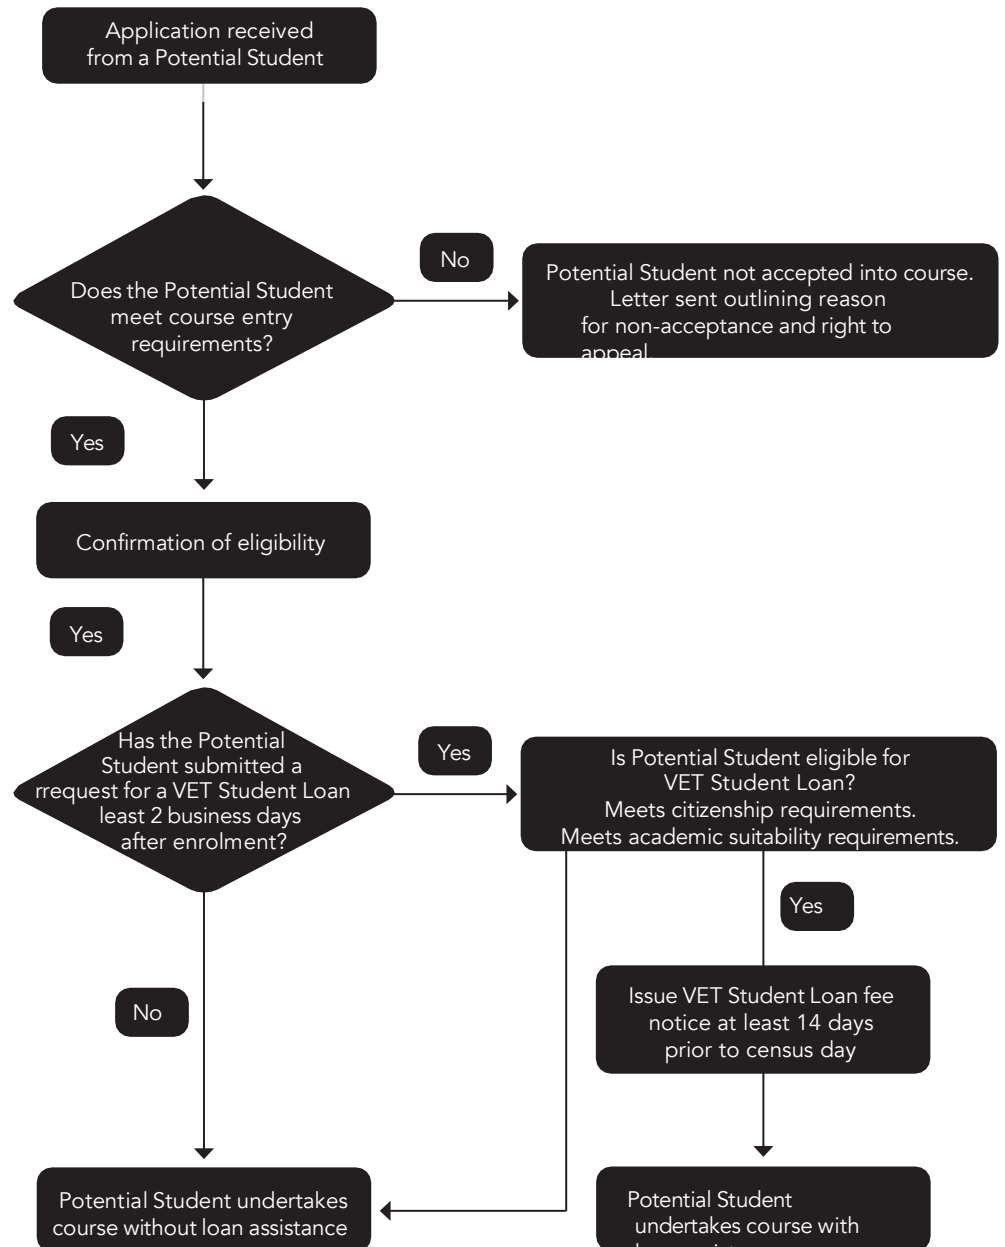 Application received
from a Potential Student
Does the Potential Student
meet course entry
requirements?
No
Potential Student not accepted into course.
Letter sent outlining reason
for non-acceptance and right to
appeal.
Yes
Confirmation of eligibility
Yes
Has the Potential
Student submitted a
rrequest for a VET Student Loan
least 2 business days
after enrolment?
Yes
Is Potential Student eligible for
VET Student Loan?
Meets citizenship requirements.
Meets academic suitability requirements.
Yes
Issue VET Student Loan fee
notice at least 14 days
prior to census day
No
Potential Student undertakes
course without loan assistance
Potential Student
undertakes course with